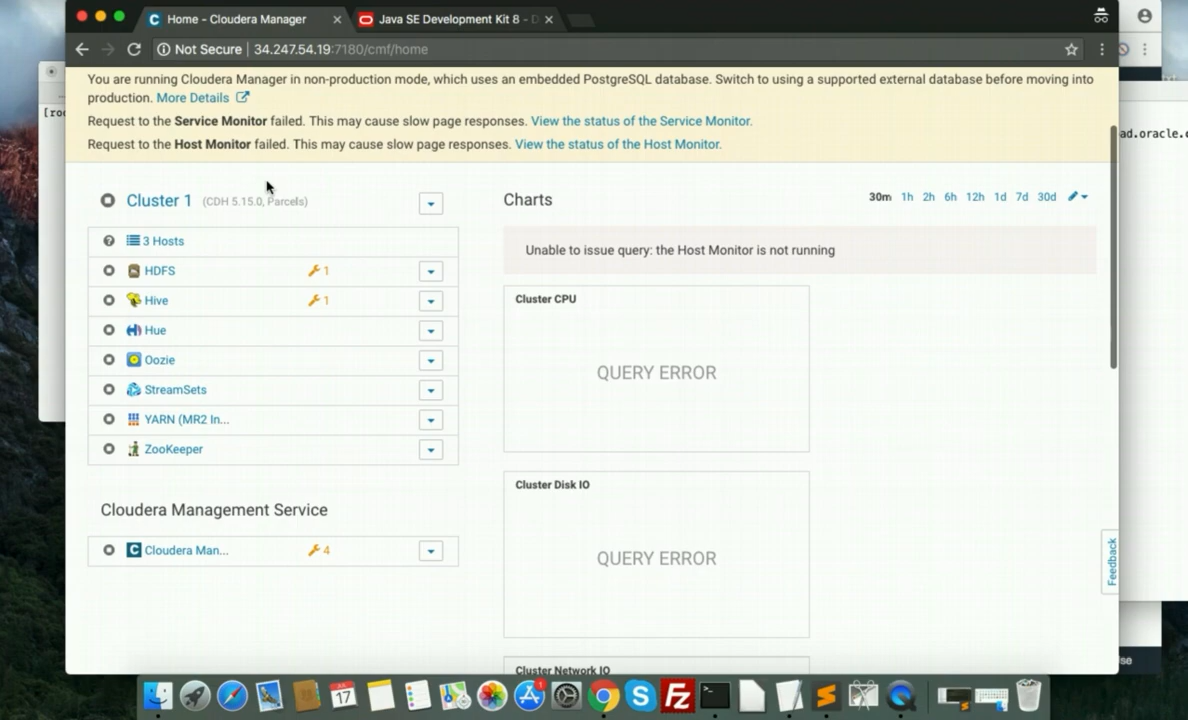 Home - Cloudera Manager
Java SE Development Kit 8 - D
Not Secure
34.247.54.19:7180/cmf/home
You are running Cloudera Manager in non-production mode, which uses an embedded PostgreSQL database. Switch to using a supported external database before moving into
production. More Details
Request to the Service Monitor failed. This may cause slow page responses. View the status of the Service Monitor.
Request to the Host Monitor failed. This may cause slow page responses. View the status of the Host Monitor.
[roo
ad.oracle.c
Cluster 1 (CDH 5.15.0, Parcels)
3 Hosts
HDFS 1
Hive 1
Hue
Oozie
StreamSets
YARN (MR2 In...
ZooKeeper
Cloudera Management Service
Cloudera Man... 4
Charts
30m 1h 2h 6h 12h 1d 7d 30d
Unable to issue query: the Host Monitor is not running
Cluster CPU
QUERY ERROR
Cluster Disk IO
QUERY ERROR
Cluster Network IO
Feedback
JUL
17
1